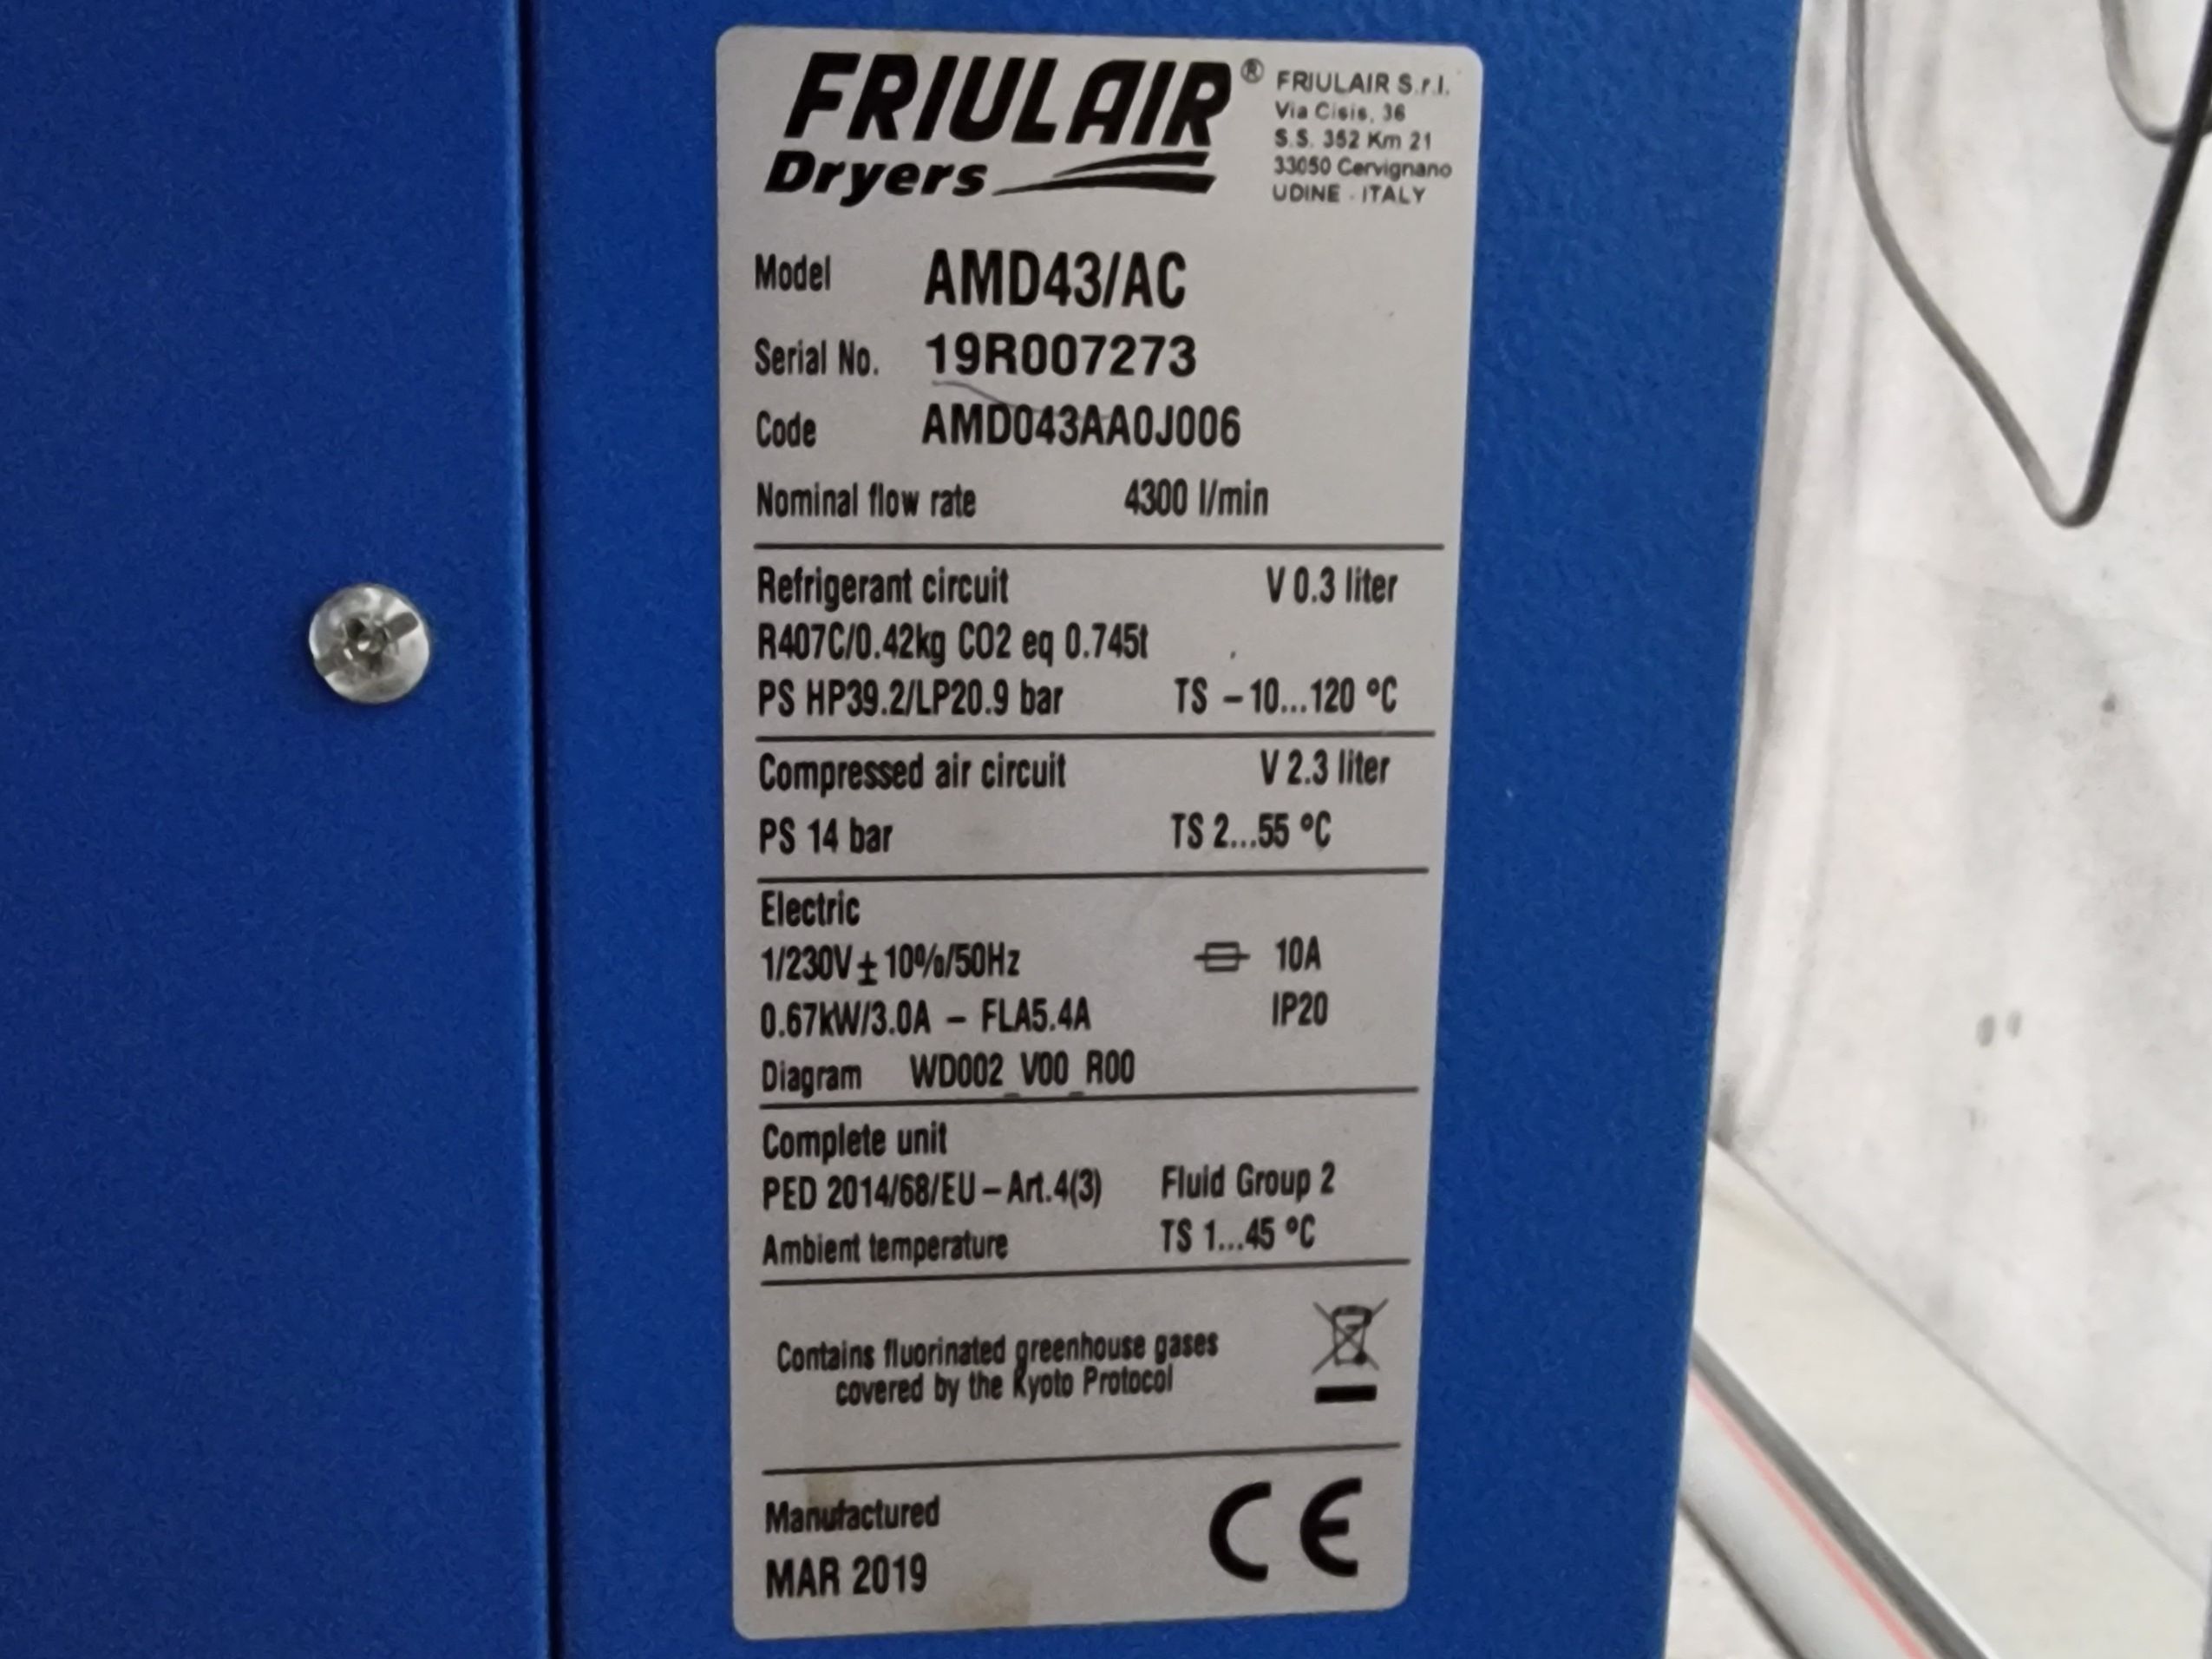 FRIULAIR®
Dryers
FRIULAIR S.r.l.
Via Cisis, 36
S.S. 352 Km 21
33050 Cervignano
UDINE - ITALY
Model AMD43/AC
Serial No. 19R007273
Code AMD043AA0J006
Nominal flow rate 4300 l/min
Refrigerant circuit V 0.3 liter
R407C/0.42kg CO2 eq 0.745t
PS HP39.2/LP20.9 bar TS -10...120 °C
Compressed air circuit V 2.3 liter
PS 14 bar TS 2...55 °C
Electric
1/230V±10%/50Hz 10A
0.67kW/3.0A - FLA5.4A IP20
Diagram WD002_V00_R00
Complete unit
PED 2014/68/EU - Art.4(3) Fluid Group 2
Ambient temperature TS 1...45 °C
Contains fluorinated greenhouse gases
covered by the Kyoto Protocol
Manufactured
MAR 2019
CE